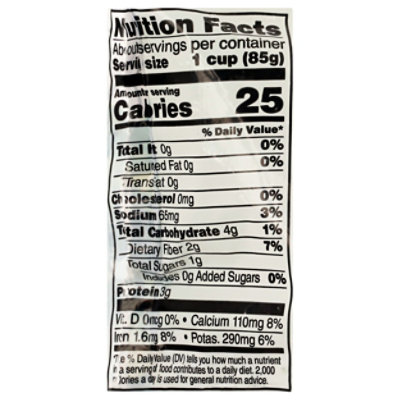 Nutrition Facts
About servings per container
Serving size 1 cup (85g)
Amount per serving
Calories 25
% Daily Value*
Total Fat 0g 0%
Saturated Fat 0g 0%
Trans Fat 0g
Cholesterol 0mg 0%
Sodium 65mg 3%
Total Carbohydrate 4g 1%
Dietary Fiber 2g 7%
Total Sugars 1g
Includes 0g Added Sugars 0%
Protein 3g
Vit. D 0mcg 0% • Calcium 110mg 8%
Iron 1.6mg 8% • Potas. 290mg 6%
*The % Daily Value (DV) tells you how much a nutrient
in a serving of food contributes to a daily diet. 2,000
calories a day is used for general nutrition advice.